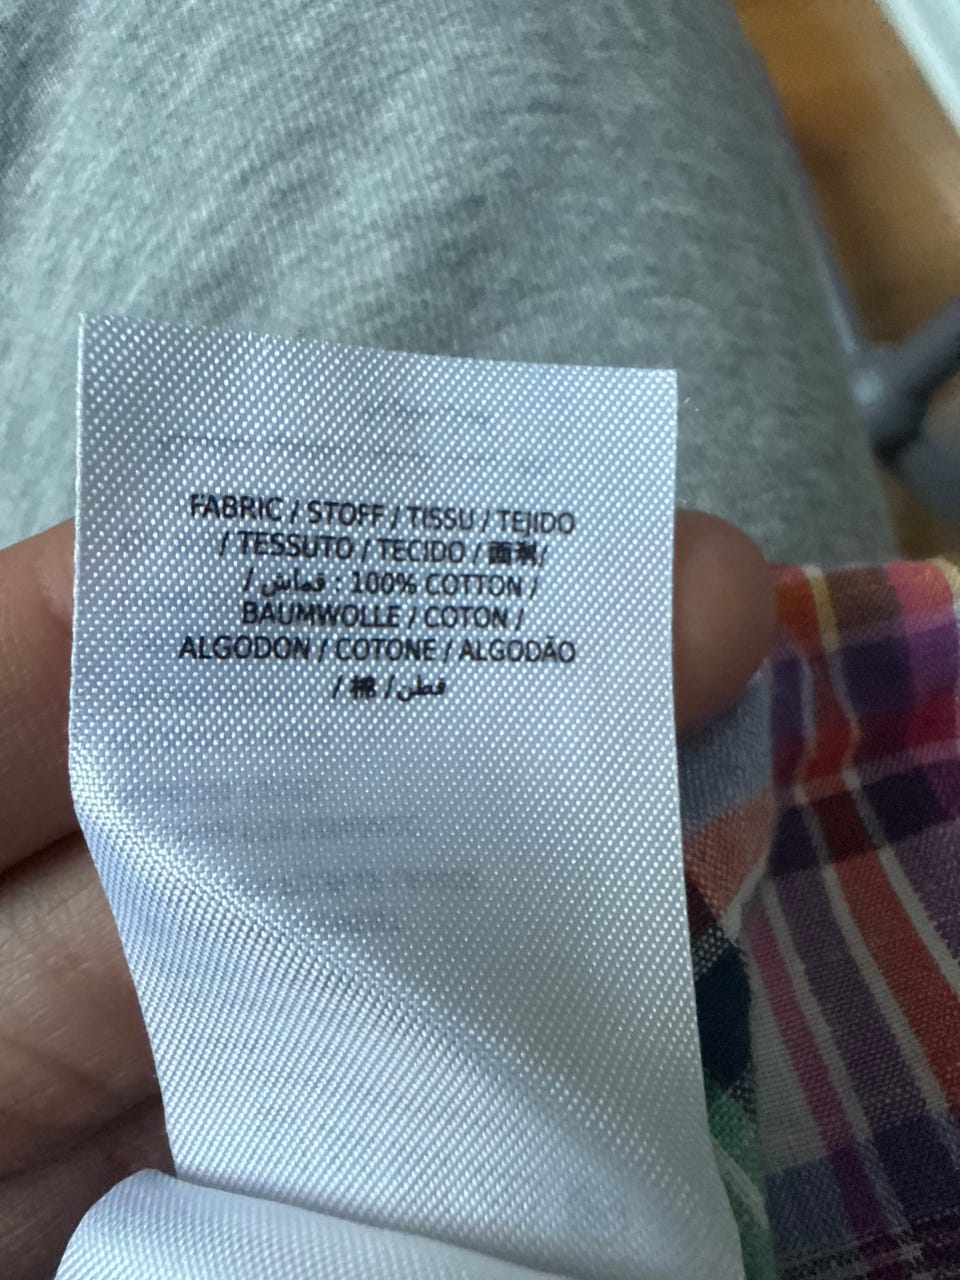 FABRIC / STOFF / TISSU / TEJIDO
/ TESSUTO / TECIDO / 面料/
/ قماش : 100% COTTON /
BAUMWOLLE / COTON /
ALGODON / COTONE / ALGODÃO
/ 棉 / قطن